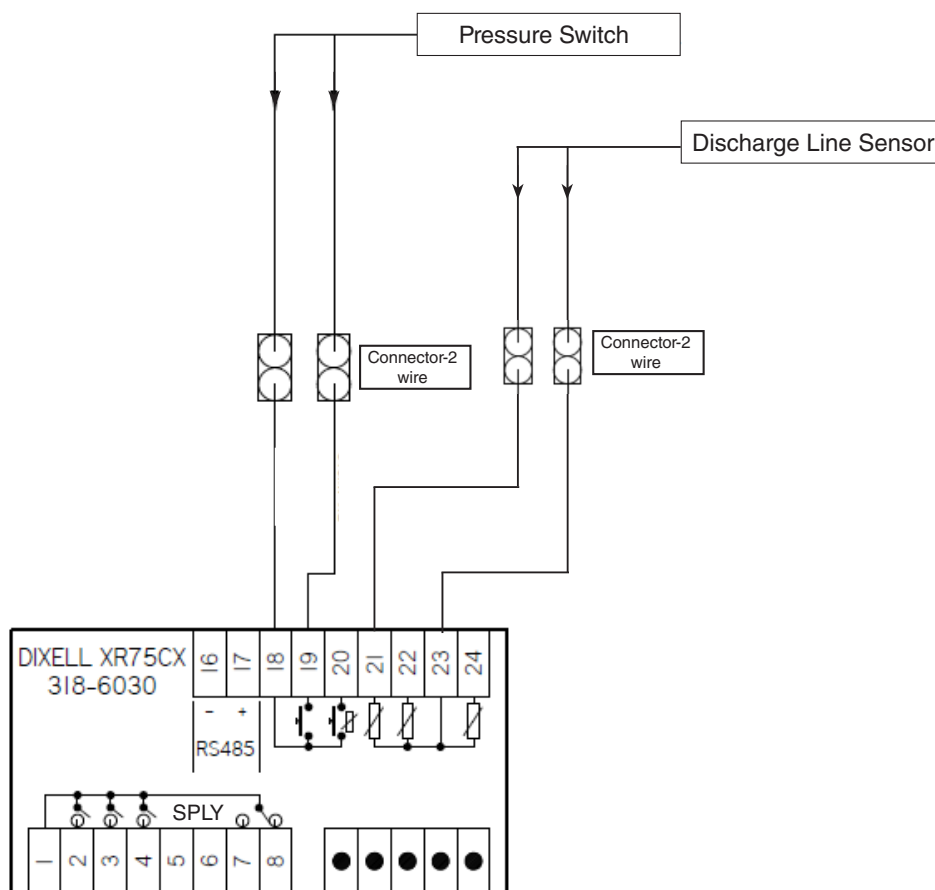 Pressure Switch
Discharge Line Sensor
Connector-2
wire
Connector-2
wire
DIXELL XR75CX
318-6030
16 17 18 19 20 21 22 23 24
- +
RS485
SPLY
1 2 3 4 5 6 7 8